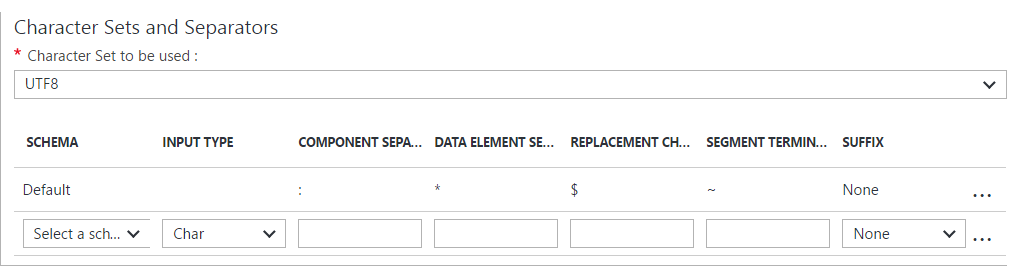 Character Sets and Separators
* Character Set to be used :
UTF8
SCHEMA INPUT TYPE COMPONENT SEPA... DATA ELEMENT SE... REPLACEMENT CH... SEGMENT TERMIN... SUFFIX
Default : * $ ~ None ...
Select a sch... Char None ...